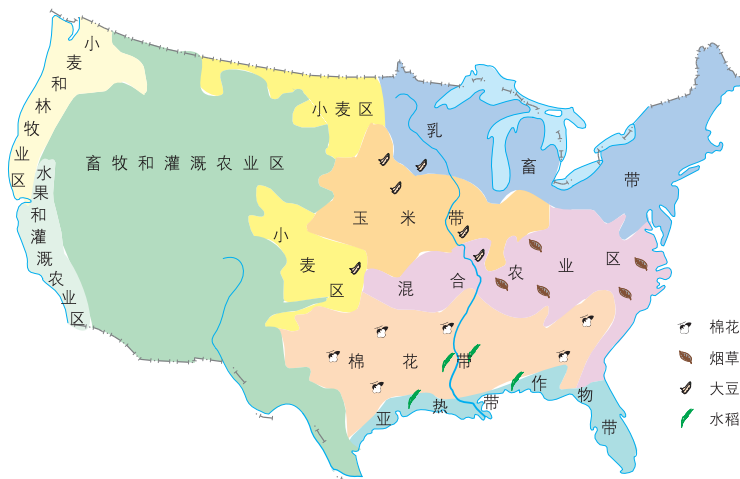 小麦和林牧业区
水果和灌溉农业区
畜牧和灌溉农业区
小麦区
小麦区
乳畜带
玉米带
混合农业区
棉花带
亚热带作物带
棉花
烟草
大豆
水稻